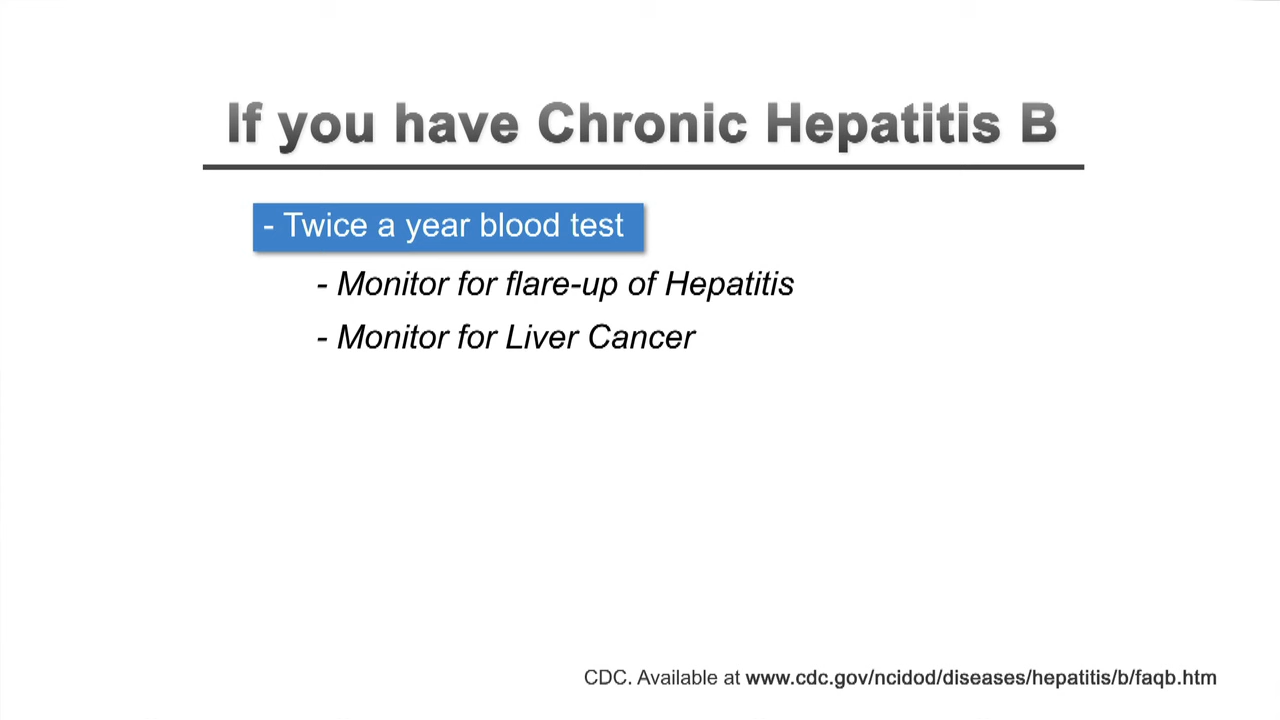 If you have Chronic Hepatitis B
- Twice a year blood test
- Monitor for flare-up of Hepatitis
- Monitor for Liver Cancer
CDC. Available at www.cdc.gov/ncidod/diseases/hepatitis/b/faqb.htm